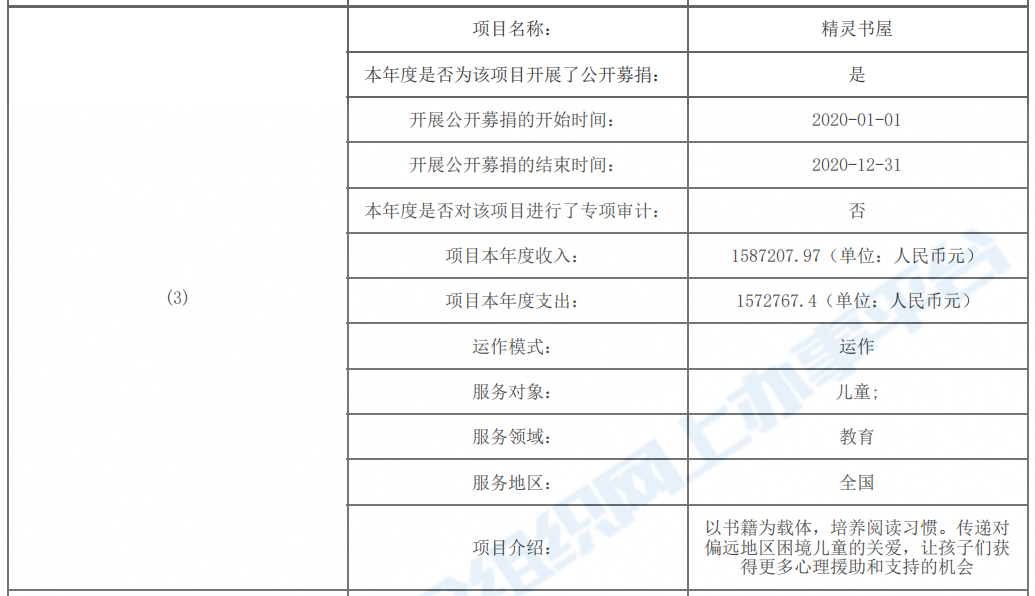 (3)
项目名称：
精灵书屋
本年度是否为该项目开展了公开募捐：
是
开展公开募捐的开始时间：
2020-01-01
开展公开募捐的结束时间：
2020-12-31
本年度是否对该项目进行了专项审计：
否
项目本年度收入：
1587207.97（单位：人民币元）
项目本年度支出：
1572767.4（单位：人民币元）
运作模式：
运作
服务对象：
儿童;
服务领域：
教育
服务地区：
全国
项目介绍：
以书籍为载体，培养阅读习惯。传递对
偏远地区困境儿童的关爱，让孩子们获
得更多心理援助和支持的机会
组织网上办事平台